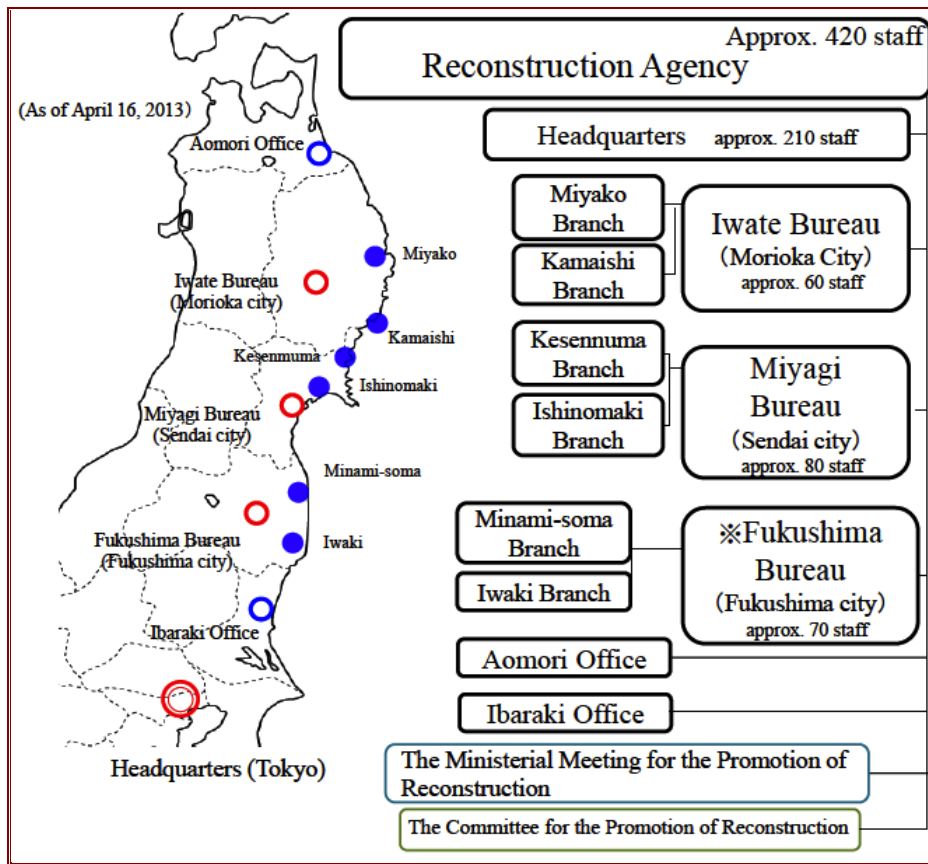 Approx. 420 staff
Reconstruction Agency
(As of April 16, 2013)
Aomori Office
Miyako
Iwate Bureau
(Morioka city)
Kamaishi
Kesennuma
Ishinomaki
Miyagi Bureau
(Sendai city)
Minami-soma
Fukushima Bureau
(Fukushima city)
Iwaki
Ibaraki Office
Headquarters (Tokyo)
Headquarters approx. 210 staff
Miyako
Branch
Kamaishi
Branch
Iwate Bureau
(Morioka City)
approx. 60 staff
Kesennuma
Branch
Ishinomaki
Branch
Miyagi
Bureau
(Sendai city)
approx. 80 staff
Minami-soma
Branch
Iwaki Branch
※Fukushima
Bureau
(Fukushima city)
approx. 70 staff
Aomori Office
Ibaraki Office
The Ministerial Meeting for the Promotion of
Reconstruction
The Committee for the Promotion of Reconstruction